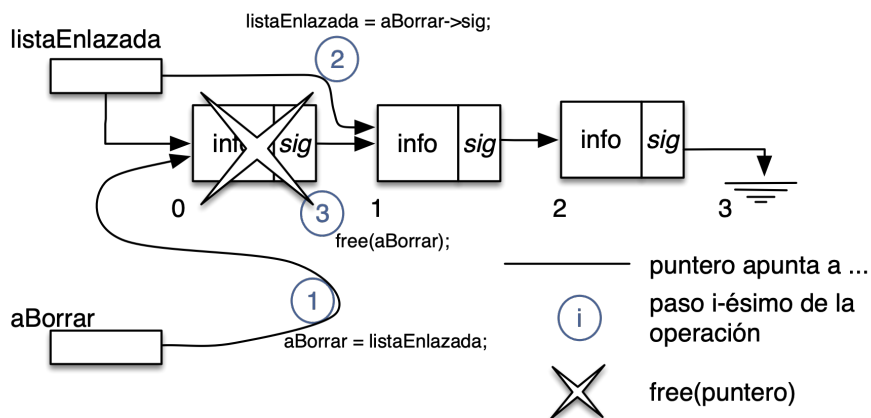 listaEnlazada = aBorrar->sig;
listaEnlazada
2
info sig
info sig
info sig
0
3
1
2
3
free(aBorrar);
puntero apunta a ...
1
i
paso i-ésimo de la
operación
aBorrar
aBorrar = listaEnlazada;
free(puntero)